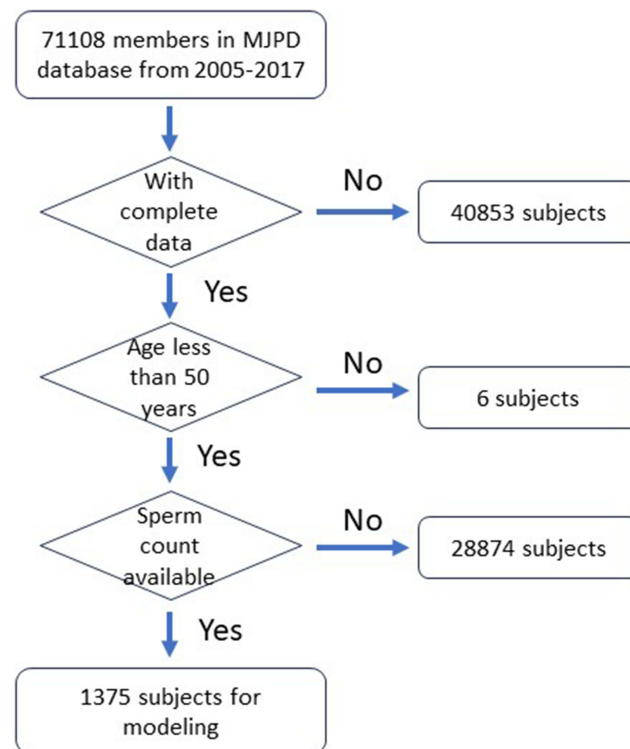 71108 members in MJPD
database from 2005-2017
With
complete
data
No
40853 subjects
Yes
Age less
than 50
years
No
6 subjects
Yes
Sperm
count
available
No
28874 subjects
Yes
1375 subjects for
modeling